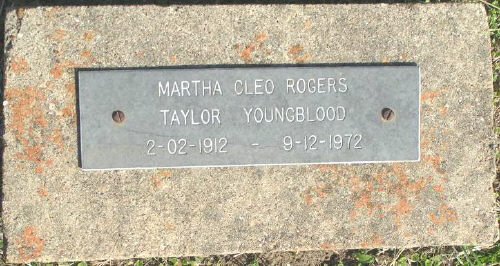 MARTHA CLEO ROGERS
TAYLOR YOUNGBLOOD
2-02-1912 - 9-12-1972